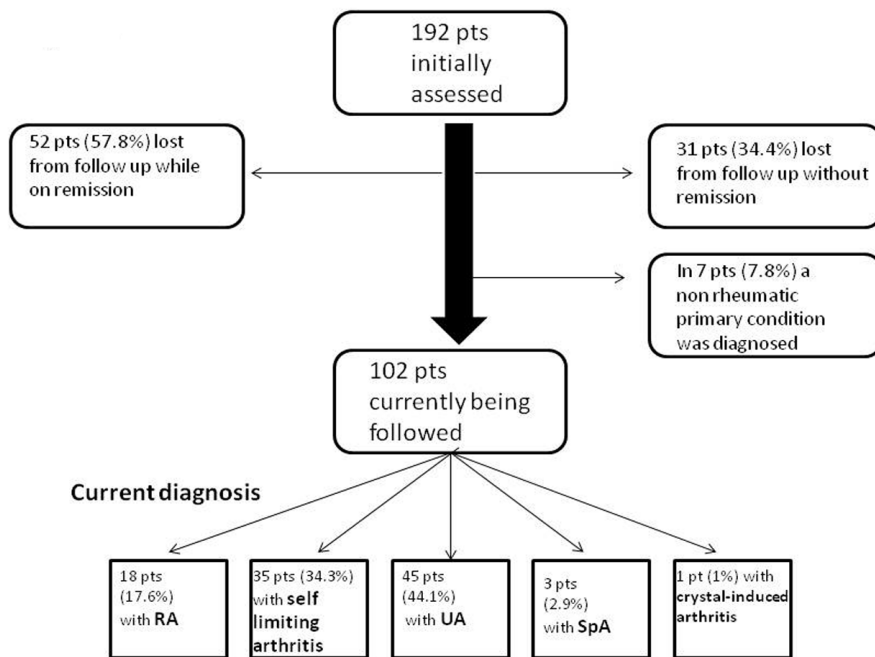 192 pts
initially
assessed
52 pts (57.8%) lost
from follow up while
on remission
31 pts (34.4%) lost
from follow up without
remission
In 7 pts (7.8%) a
non rheumatic
primary condition
was diagnosed
102 pts
currently being
followed
Current diagnosis
18 pts
(17.6%)
with RA
35 pts (34.3%)
with self
limiting
arthritis
45 pts
(44.1%)
with UA
3 pts
(2.9%)
with SpA
1 pt (1%) with
crystal-induced
arthritis